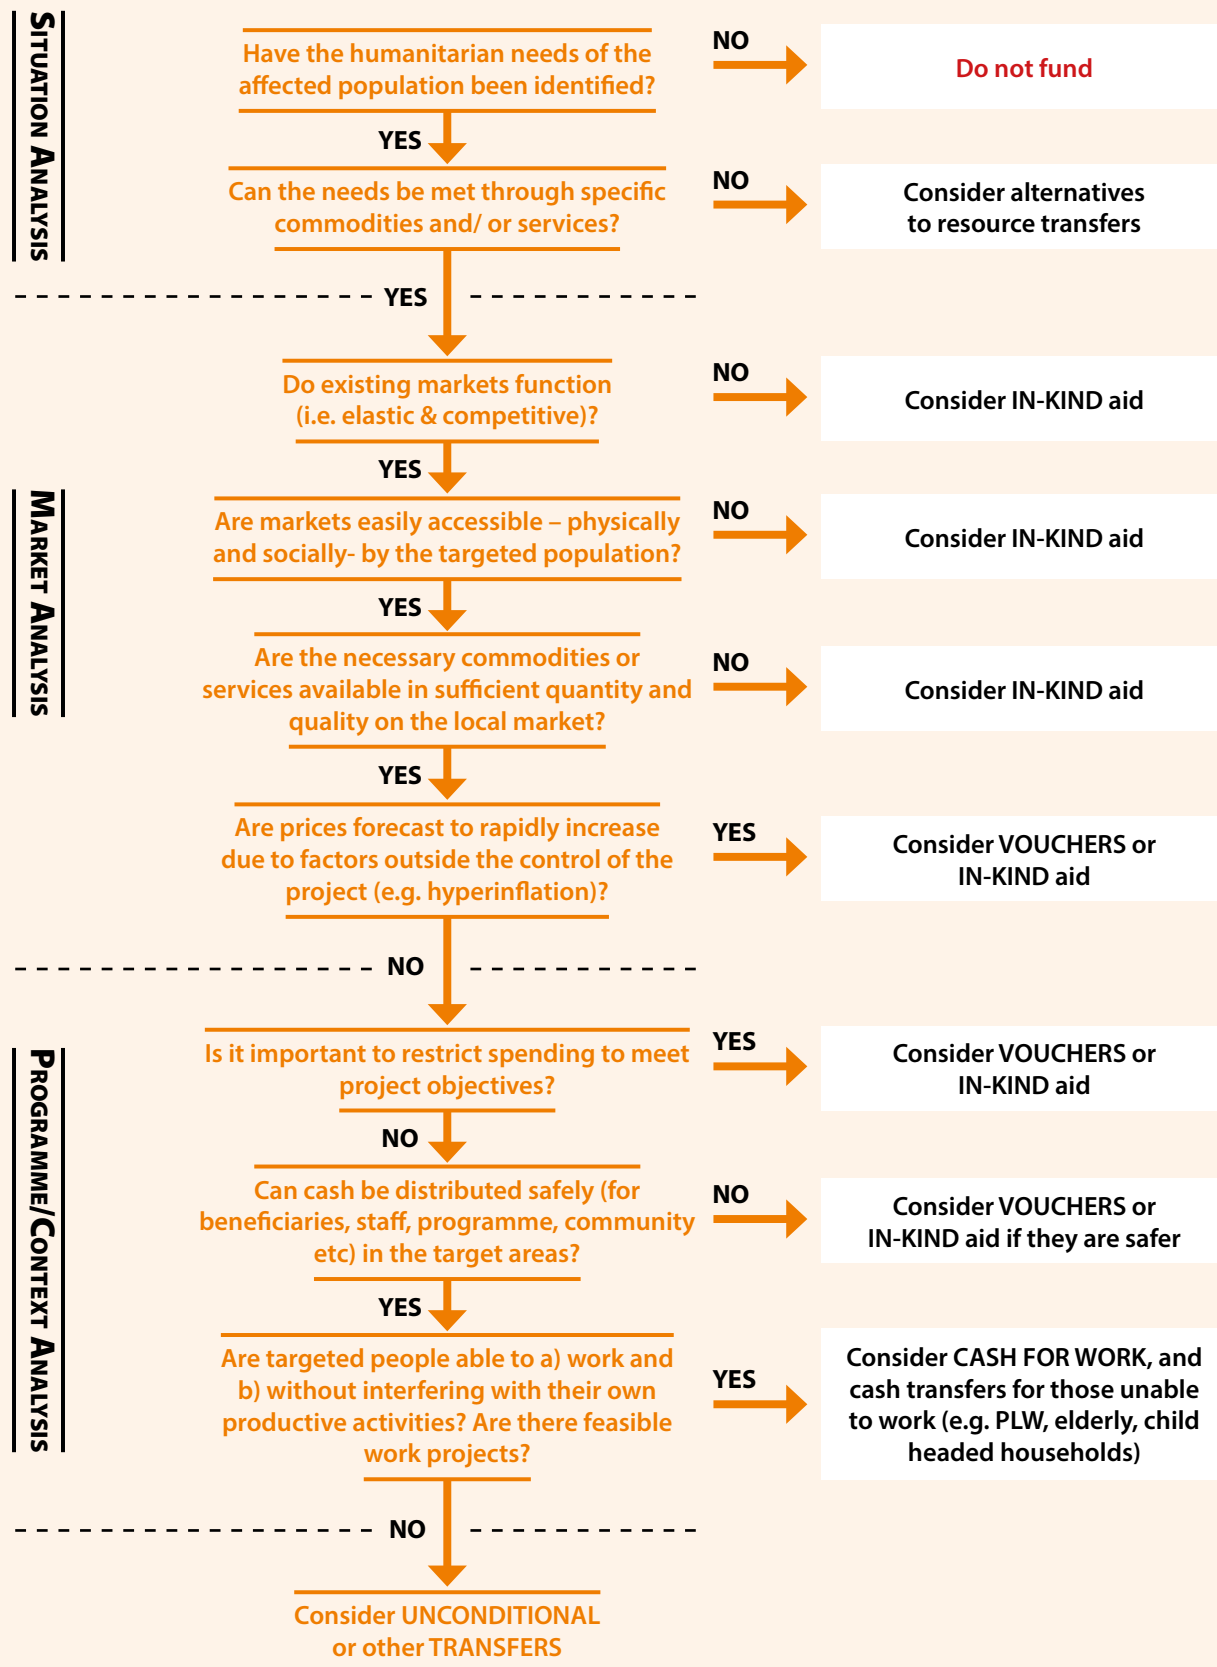 SITUATION ANALYSIS
Have the humanitarian needs of the
affected population been identified?
NO
Do not fund
YES
Can the needs be met through specific
commodities and/ or services?
NO
Consider alternatives
to resource transfers
YES
MARKET ANALYSIS
Do existing markets function
(i.e. elastic & competitive)?
NO
Consider IN-KIND aid
YES
Are markets easily accessible – physically
and socially- by the targeted population?
NO
Consider IN-KIND aid
YES
Are the necessary commodities or
services available in sufficient quantity and
quality on the local market?
NO
Consider IN-KIND aid
YES
Are prices forecast to rapidly increase
due to factors outside the control of the
project (e.g. hyperinflation)?
YES
Consider VOUCHERS or
IN-KIND aid
NO
PROGRAMME/CONTEXT ANALYSIS
Is it important to restrict spending to meet
project objectives?
YES
Consider VOUCHERS or
IN-KIND aid
NO
Can cash be distributed safely (for
beneficiaries, staff, programme, community
etc) in the target areas?
NO
Consider VOUCHERS or
IN-KIND aid if they are safer
YES
Are targeted people able to a) work and
b) without interfering with their own
productive activities? Are there feasible
work projects?
YES
Consider CASH FOR WORK, and
cash transfers for those unable
to work (e.g. PLW, elderly, child
headed households)
NO
Consider UNCONDITIONAL
or other TRANSFERS